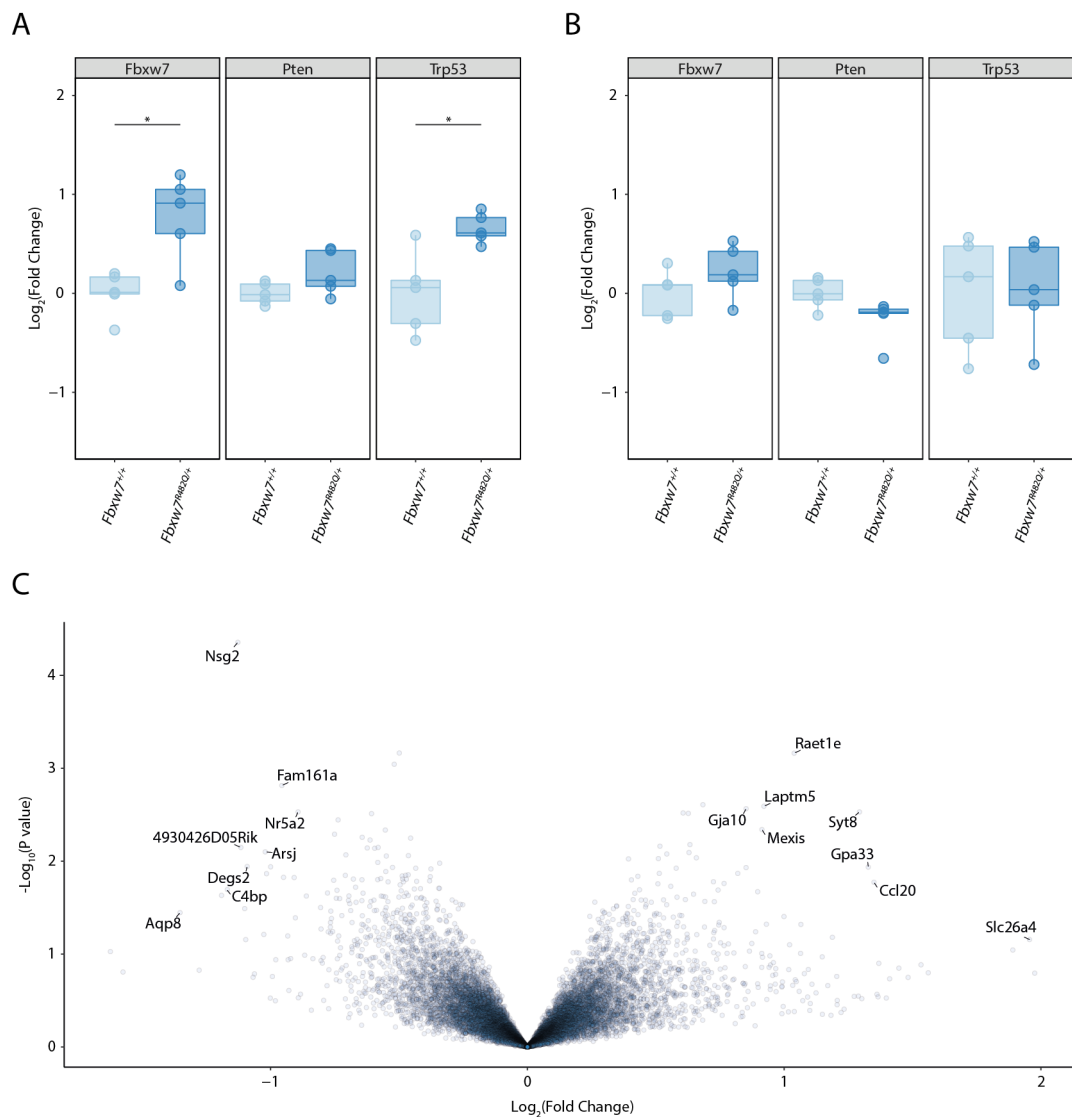 A
B
Fbxw7 Pten Trp53
Fbxw7 Pten Trp53
2
1
0
−1
Log2(Fold Change)
* *
Fbxw7+/+ Fbxw7R482Q/+ Fbxw7+/+ Fbxw7R482Q/+ Fbxw7+/+ Fbxw7R482Q/+
2
1
0
−1
Log2(Fold Change)
Fbxw7+/+ Fbxw7R482Q/+ Fbxw7+/+ Fbxw7R482Q/+ Fbxw7+/+ Fbxw7R482Q/+
C
-Log10(P value)
4
3
2
1
0
Nsg2
Raet1e
Fam161a
Laptm5
Nr5a2
Gja10
Syt8
4930426D05Rik
Mexis
Arsj
Gpa33
Degs2
C4bp
Ccl20
Aqp8
Slc26a4
−1 0 1 2
Log2(Fold Change)